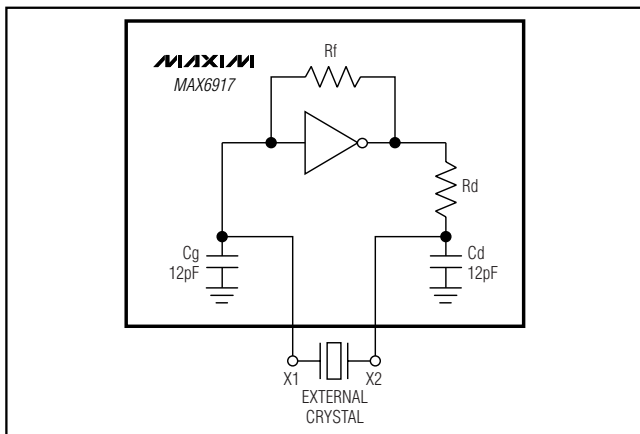 MAXIM
MAX6917
Rf
Rd
Cg
12pF
Cd
12pF
X1
X2
EXTERNAL
CRYSTAL